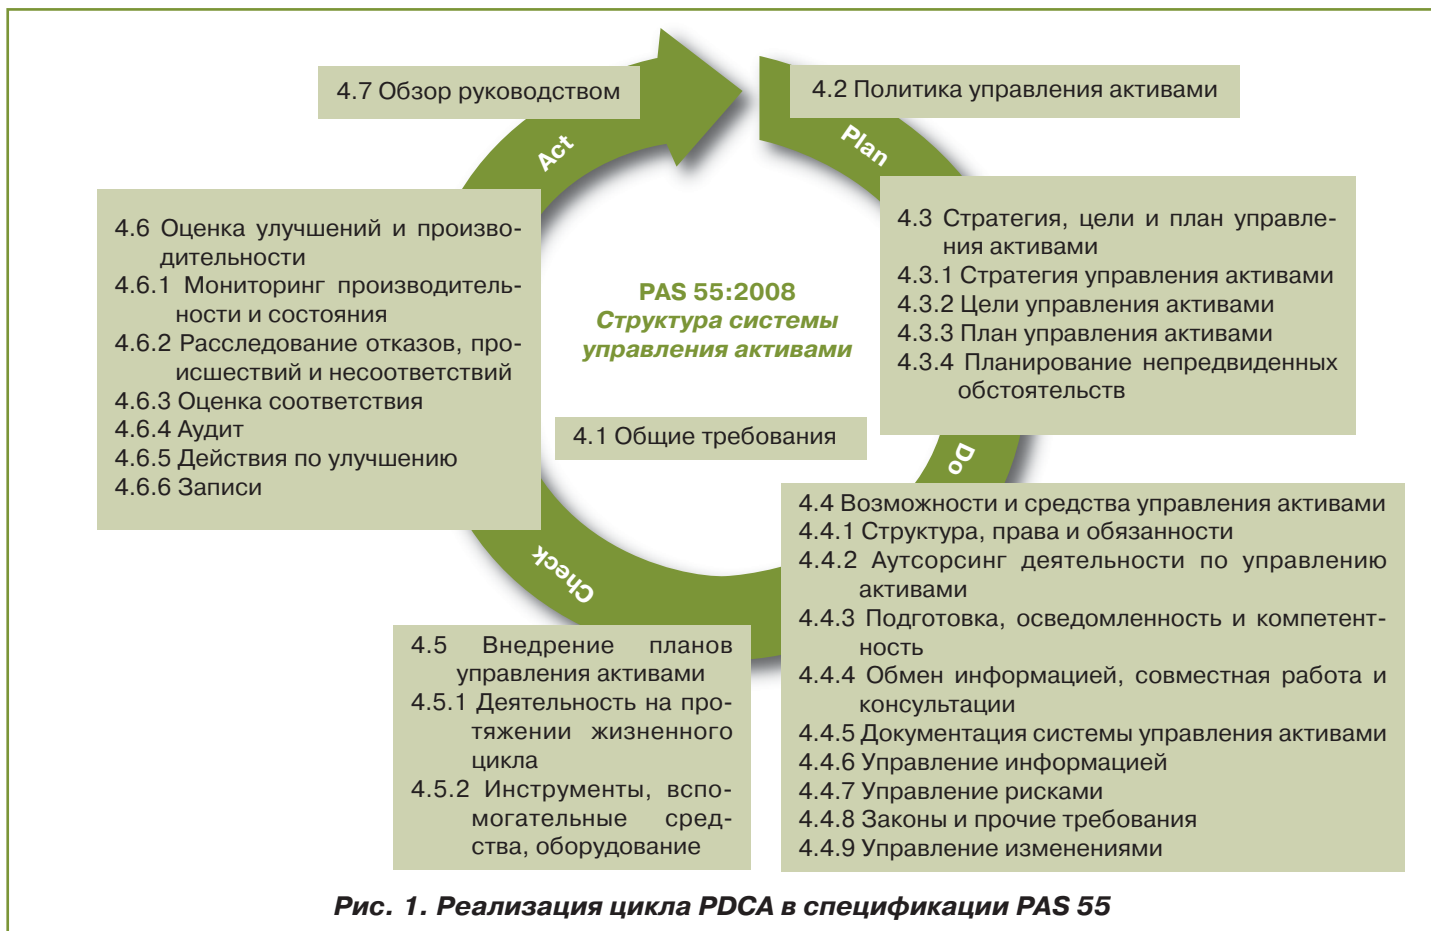 4.7 Обзор руководством
4.2 Политика управления активами
Act
Plan
4.6 Оценка улучшений и произво-
дительности
4.6.1 Мониторинг производитель-
ности и состояния
4.6.2 Расследование отказов, про-
исшествий и несоответствий
4.6.3 Оценка соответствия
4.6.4 Аудит
4.6.5 Действия по улучшению
4.6.6 Записи
PAS 55:2008
Структура системы
управления активами
4.1 Общие требования
4.3 Стратегия, цели и план управле-
ния активами
4.3.1 Стратегия управления активами
4.3.2 Цели управления активами
4.3.3 План управления активами
4.3.4 Планирование непредвиденных
обстоятельств
Do
4.4 Возможности и средства управления активами
4.4.1 Структура, права и обязанности
4.4.2 Аутсорсинг деятельности по управлению
активами
4.4.3 Подготовка, осведомленность и компетент-
ность
4.4.4 Обмен информацией, совместная работа и
консультации
4.4.5 Документация системы управления активами
4.4.6 Управление информацией
4.4.7 Управление рисками
4.4.8 Законы и прочие требования
4.4.9 Управление изменениями
Check
4.5 Внедрение планов
управления активами
4.5.1 Деятельность на про-
тяжении жизненного
цикла
4.5.2 Инструменты, вспо-
могательные сред-
ства, оборудование
Рис. 1. Реализация цикла PDCA в спецификации PAS 55